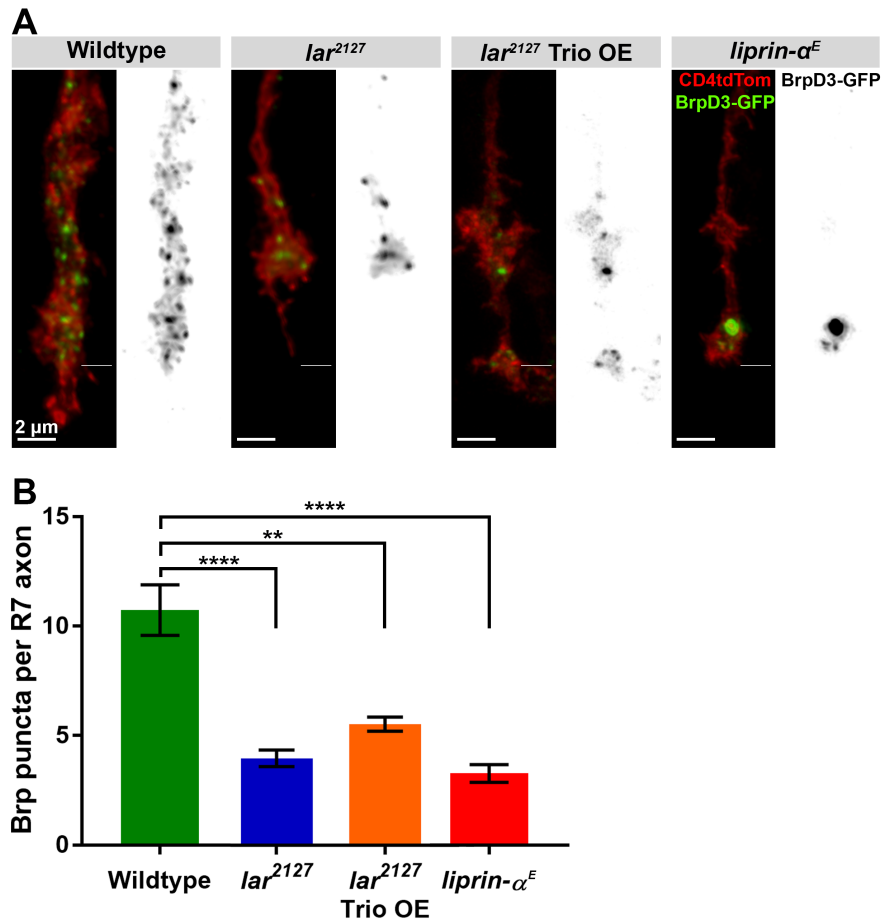 A
Wildtype lar²¹²⁷ lar²¹²⁷ Trio OE liprin-αᴱ
CD4tdTom BrpD3-GFP
BrpD3-GFP
2 μm
B
Brp puncta per R7 axon
15
10
5
0
****
**
****
Wildtype lar²¹²⁷ lar²¹²⁷ liprin-αᴱ
Trio OE